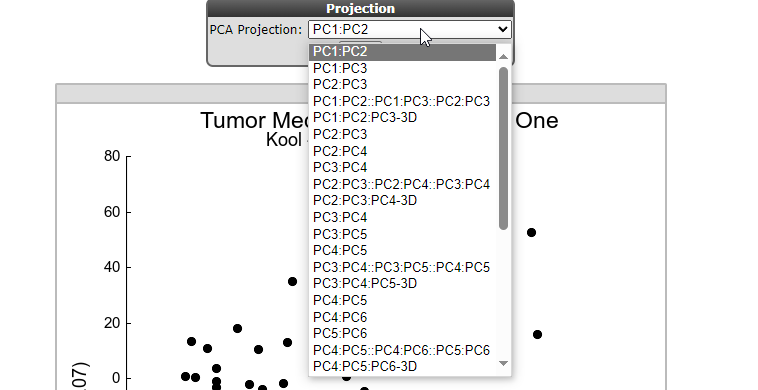 Projection
PCA Projection: PC1:PC2
PC1:PC2
PC1:PC3
PC2:PC3
PC1:PC2::PC1:PC3::PC2:PC3
PC1:PC2:PC3-3D
PC2:PC3
PC2:PC4
PC3:PC4
PC2:PC3::PC2:PC4::PC3:PC4
PC2:PC3:PC4-3D
PC3:PC4
PC3:PC5
PC4:PC5
PC3:PC4::PC3:PC5::PC4:PC5
PC3:PC4:PC5-3D
PC4:PC5
PC4:PC6
PC5:PC6
PC4:PC5::PC4:PC6::PC5:PC6
PC4:PC5:PC6-3D
Tumor One
Kool
80
60
40
20
0